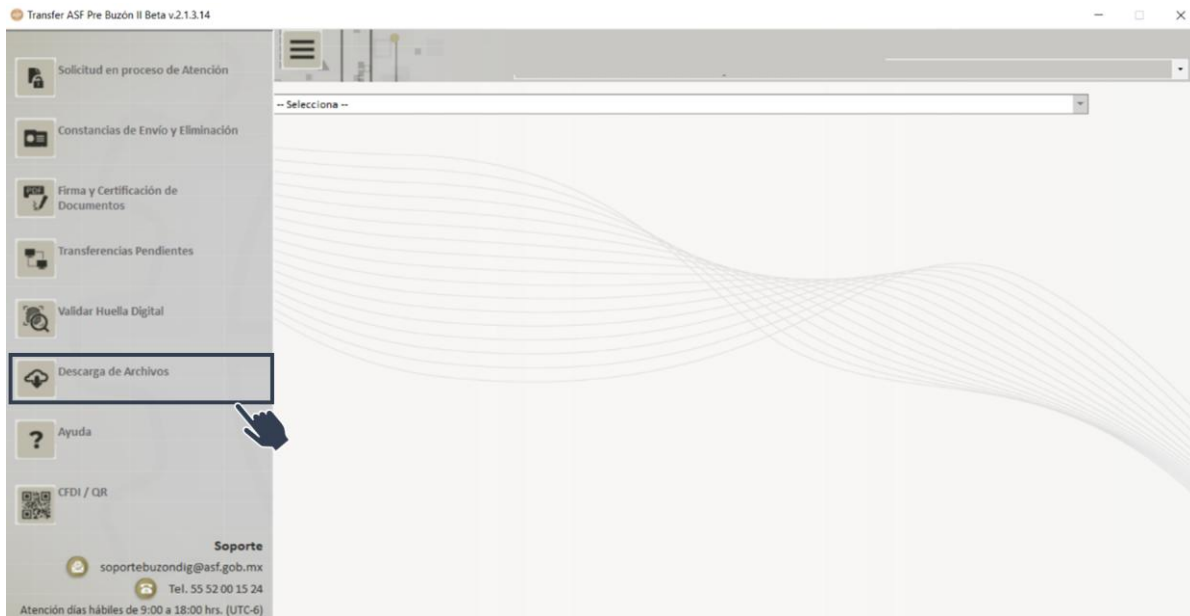 Transfer ASF Pre Buzón II Beta v.2.1.3.14
Solicitud en proceso de Atención
-- Selecciona --
Constancias de Envío y Eliminación
PDF
Firma y Certificación de
Documentos
Transferencias Pendientes
Validar Huella Digital
Descarga de Archivos
? Ayuda
CFDI / QR
Soporte
soportebuzondig@asf.gob.mx
Tel. 55 52 00 15 24
Atención días hábiles de 9:00 a 18:00 hrs. (UTC-6)